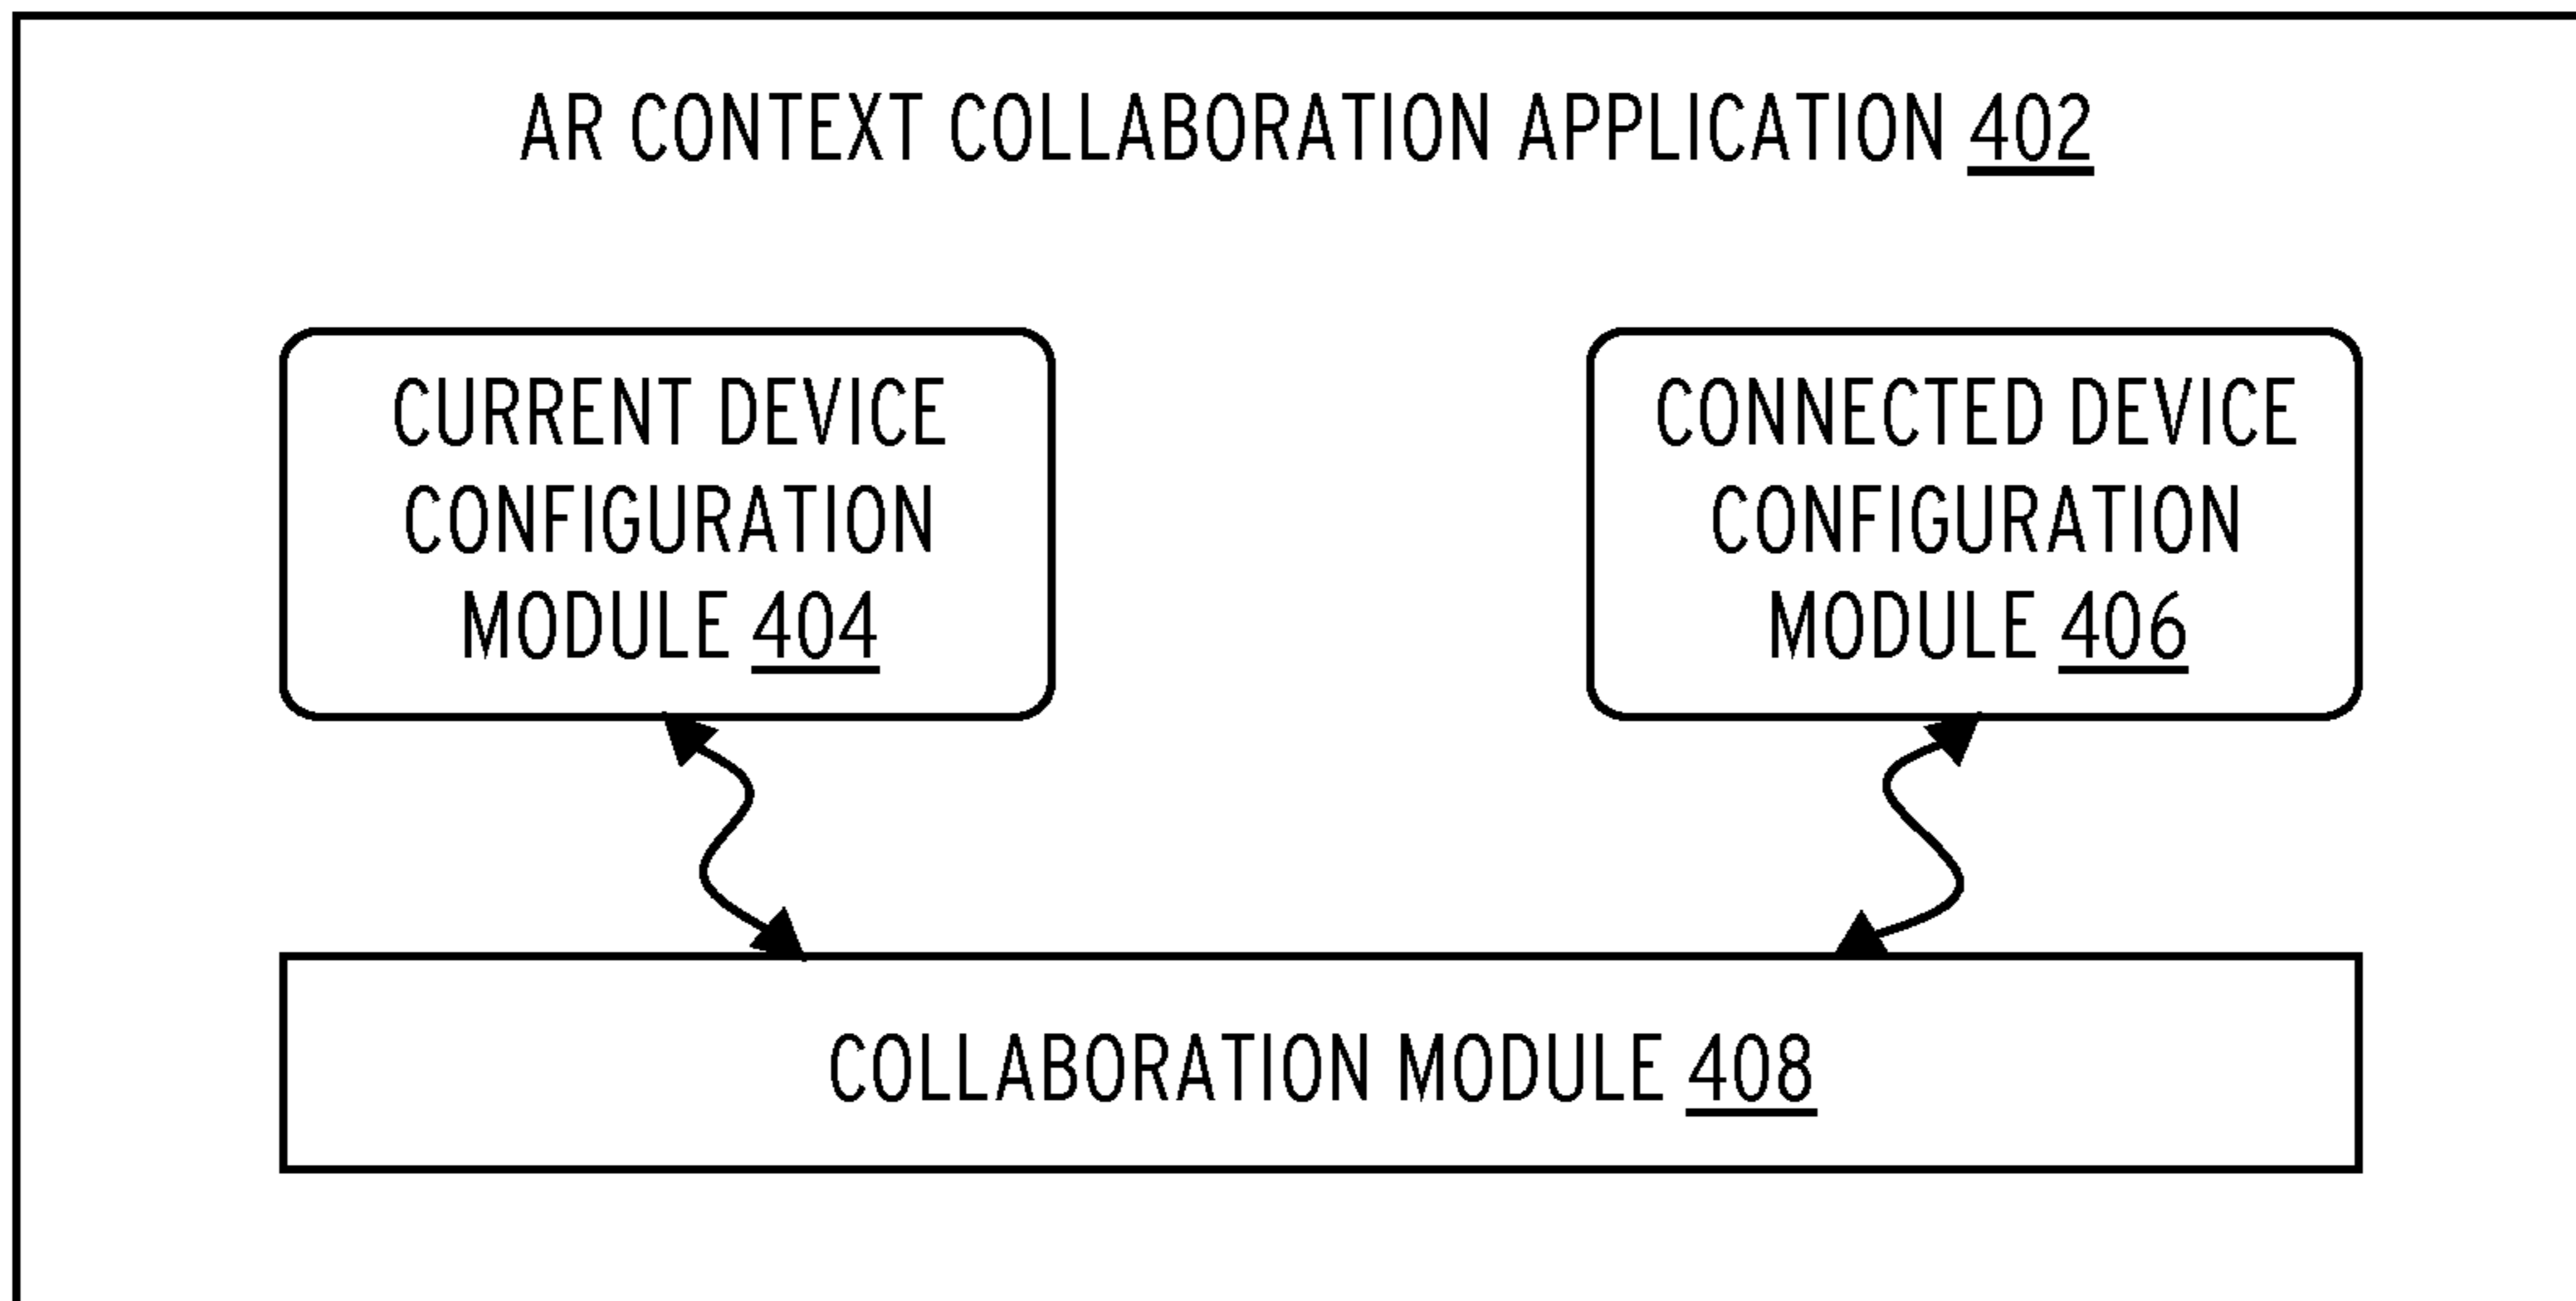 AR CONTEXT COLLABORATION APPLICATION 402
CURRENT DEVICE
CONFIGURATION
MODULE 404
CONNECTED DEVICE
CONFIGURATION
MODULE 406
COLLABORATION MODULE 408